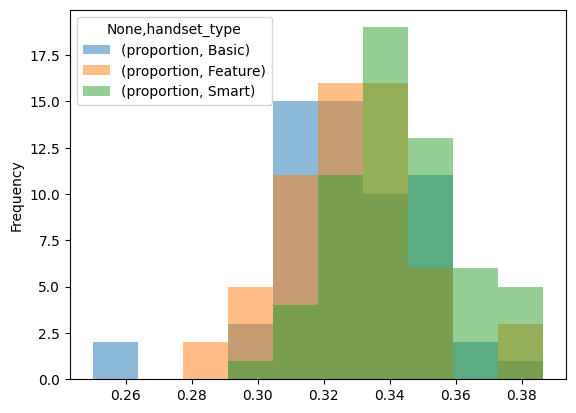 None,handset_type
(proportion, Basic)
(proportion, Feature)
(proportion, Smart)
Frequency
17.5
15.0
12.5
10.0
7.5
5.0
2.5
0.0
0.26 0.28 0.30 0.32 0.34 0.36 0.38